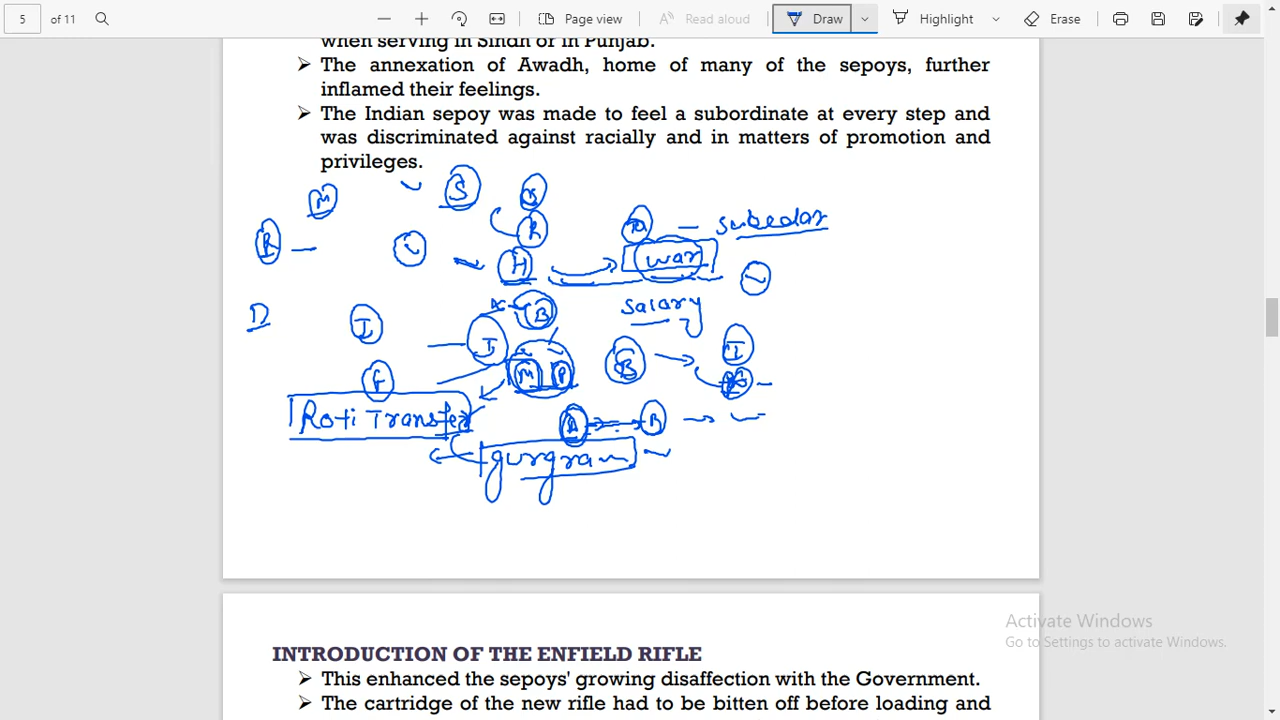 5 of 11
Page view
Read aloud
Draw
Highlight
Erase
when serving in Sindh or in Punjab.
➤ The annexation of Awadh, home of many of the sepoys, further
inflamed their feelings.
➤ The Indian sepoy was made to feel a subordinate at every step and
was discriminated against racially and in matters of promotion and
privileges.
M S
R
subedar
H war
B salary
D I I I
M P B
F
Roti Transfer
B
gurgram
Activate Windows
Go to Settings to activate Windows.
INTRODUCTION OF THE ENFIELD RIFLE
➤ This enhanced the sepoys' growing disaffection with the Government.
➤ The cartridge of the new rifle had to be bitten off before loading and